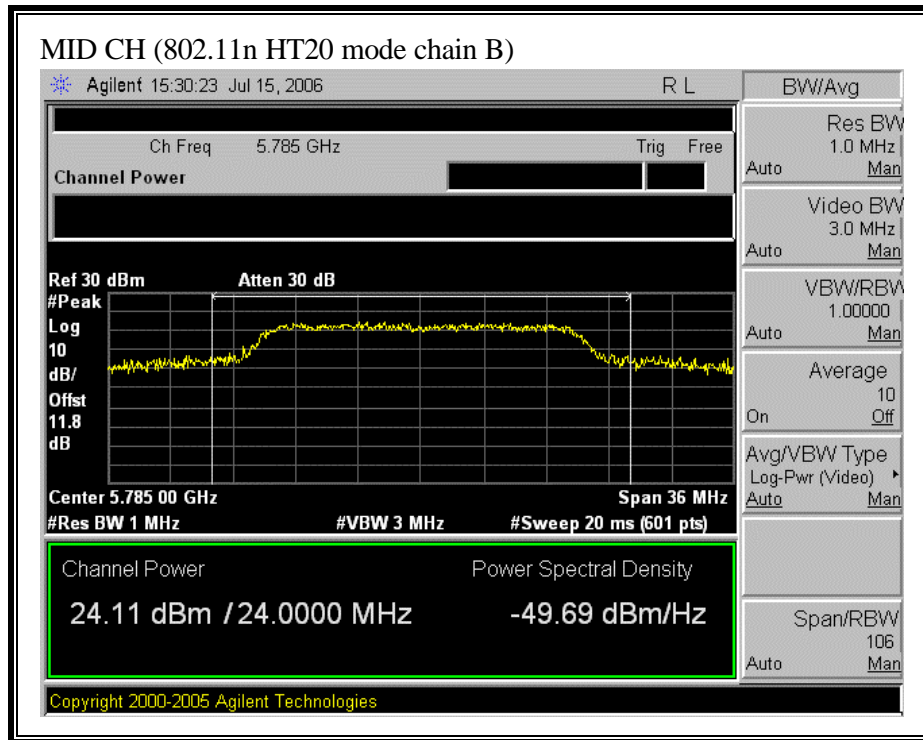 MID CH (802.11n HT20 mode chain B)
Agilent 15:30:23 Jul 15, 2006 R L
BW/Avg
Ch Freq 5.785 GHz Trig Free
Channel Power
Res BW
1.0 MHz
Auto Man
Video BW
3.0 MHz
Auto Man
VBW/RBW
1.00000
Auto Man
Average
10
On Off
Avg/VBW Type
Log-Pwr (Video)
Auto Man
Span/RBW
106
Auto Man
Ref 30 dBm Atten 30 dB
#Peak
Log
10
dB/
Offst
11.8
dB
Center 5.785 00 GHz Span 36 MHz
#Res BW 1 MHz #VBW 3 MHz #Sweep 20 ms (601 pts)
Channel Power Power Spectral Density
24.11 dBm / 24.0000 MHz -49.69 dBm/Hz
Copyright 2000-2005 Agilent Technologies